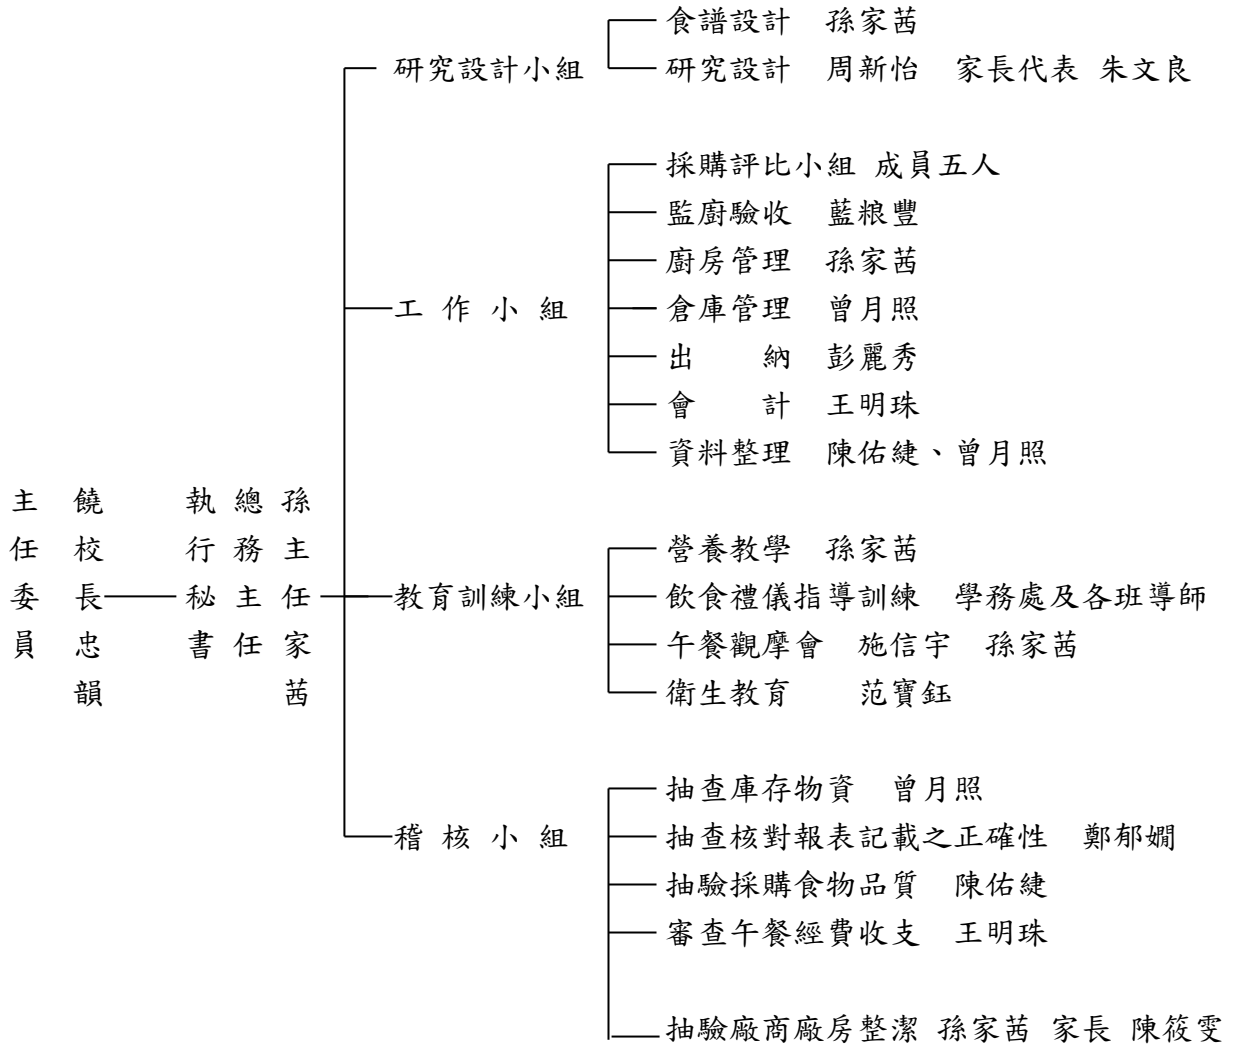 食譜設計　孫家茜
研究設計小組
研究設計　周新怡　家長代表 朱文良
採購評比小組 成員五人
監廚驗收　藍粮豐
廚房管理　孫家茜
工 作 小 組
倉庫管理　曾月照
出　　納　彭麗秀
會　　計　王明珠
資料整理　陳佑緁、曾月照
主任委員
饒校長忠韻
執行秘書
總務主任
孫主任家茜
營養教學　孫家茜
教育訓練小組
飲食禮儀指導訓練　學務處及各班導師
午餐觀摩會　施信宇　孫家茜
衛生教育　　范寶鈺
抽查庫存物資　曾月照
稽 核 小 組
抽查核對報表記載之正確性　鄭郁嫺
抽驗採購食物品質　陳佑緁
審查午餐經費收支　王明珠
抽驗廠商廠房整潔 孫家茜 家長 陳筱雯